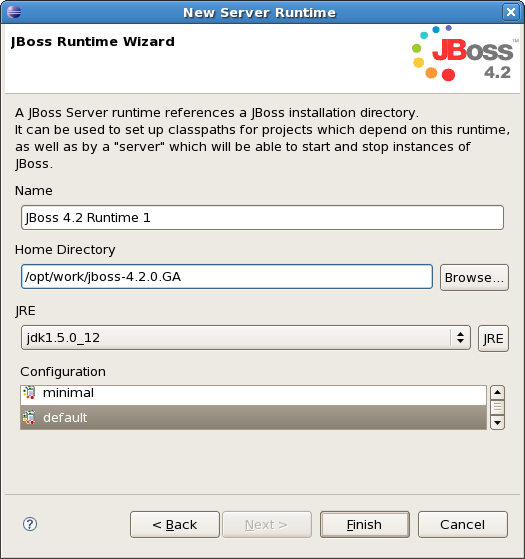 New Server Runtime
JBoss Runtime Wizard
JBoss™
4.2
A JBoss Server runtime references a JBoss installation directory.
It can be used to set up classpaths for projects which depend on this runtime,
as well as by a "server" which will be able to start and stop instances of
JBoss.
Name
JBoss 4.2 Runtime 1
Home Directory
/opt/work/jboss-4.2.0.GA
Browse...
JRE
jdk1.5.0_12
JRE
Configuration
minimal
default
?
< Back
Next >
Finish
Cancel